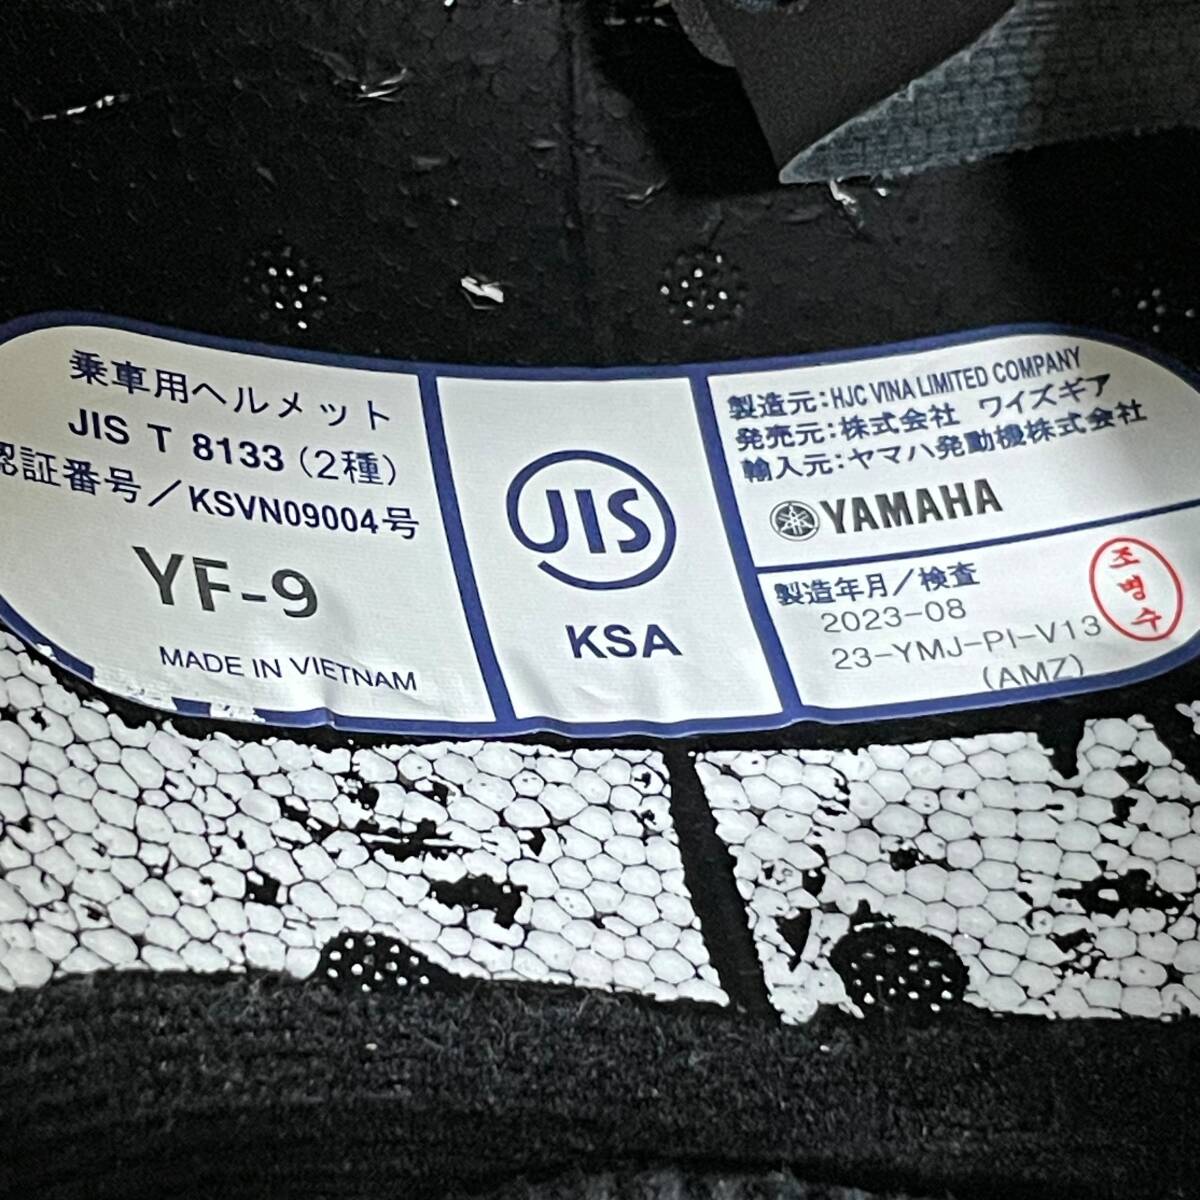 乗車用ヘルメット
JIS T 8133（2種）
認証番号／KSVN09004号
YF-9
MADE IN VIETNAM
JIS
KSA
製造元：HJC VINA LIMITED COMPANY
発売元：株式会社 ワイズギア
輸入元：ヤマハ発動機株式会社
YAMAHA
製造年月／検査
2023-08
23-YMJ-PI-V13
(AMZ)
조
병
수